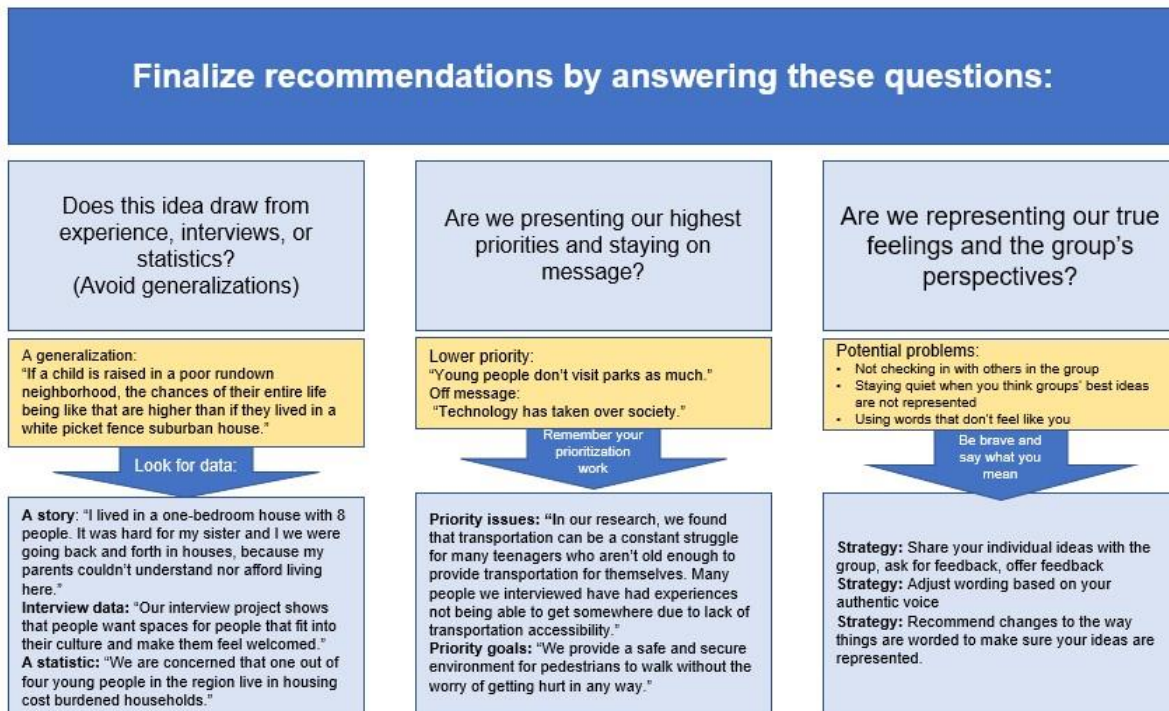 Finalize recommendations by answering these questions:
Does this idea draw from
experience, interviews, or
statistics?
(Avoid generalizations)
A generalization:
“If a child is raised in a poor rundown
neighborhood, the chances of their entire life
being like that are higher than if they lived in a
white picket fence suburban house.”
Look for data:
A story: “I lived in a one-bedroom house with 8
people. It was hard for my sister and I we were
going back and forth in houses, because my
parents couldn’t understand nor afford living
here.”
Interview data: “Our interview project shows
that people want spaces for people that fit into
their culture and make them feel welcomed.”
A statistic: “We are concerned that one out of
four young people in the region live in housing
cost burdened households.”
Are we presenting our highest
priorities and staying on
message?
Lower priority:
“Young people don’t visit parks as much.”
Off message:
“Technology has taken over society.”
Remember your
prioritization
work
Priority issues: “In our research, we found
that transportation can be a constant struggle
for many teenagers who aren’t old enough to
provide transportation for themselves. Many
people we interviewed have had experiences
not being able to get somewhere due to lack of
transportation accessibility.”
Priority goals: “We provide a safe and secure
environment for pedestrians to walk without the
worry of getting hurt in any way.”
Are we representing our true
feelings and the group’s
perspectives?
Potential problems:
• Not checking in with others in the group
• Staying quiet when you think groups’ best ideas
are not represented
• Using words that don’t feel like you
Be brave and
say what you
mean
Strategy: Share your individual ideas with the
group, ask for feedback, offer feedback
Strategy: Adjust wording based on your
authentic voice
Strategy: Recommend changes to the way
things are worded to make sure your ideas are
represented.